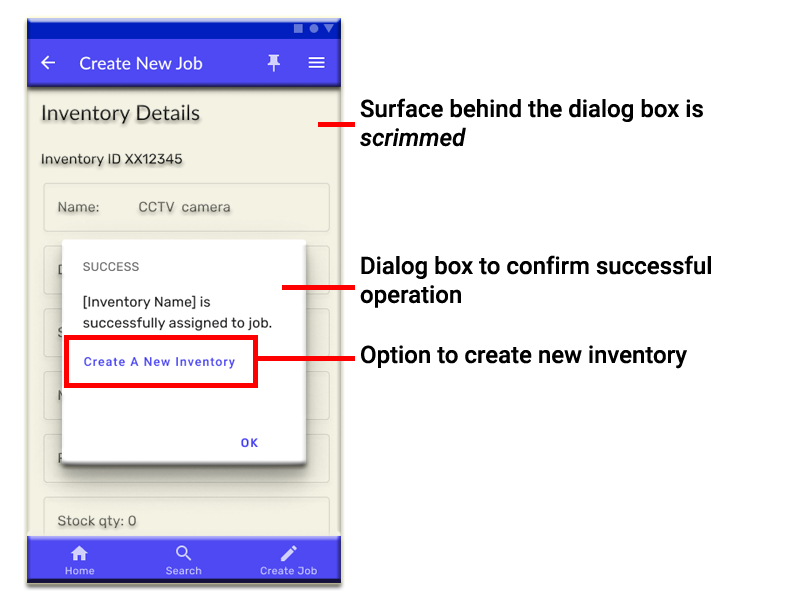 Create New Job
Inventory Details
Inventory ID XX12345
Name: CCTV camera
SUCCESS
[Inventory Name] is
successfully assigned to job.
Create A New Inventory
OK
Stock qty: 0
Home Search Create Job
Surface behind the dialog box is
scrimmed
Dialog box to confirm successful
operation
Option to create new inventory